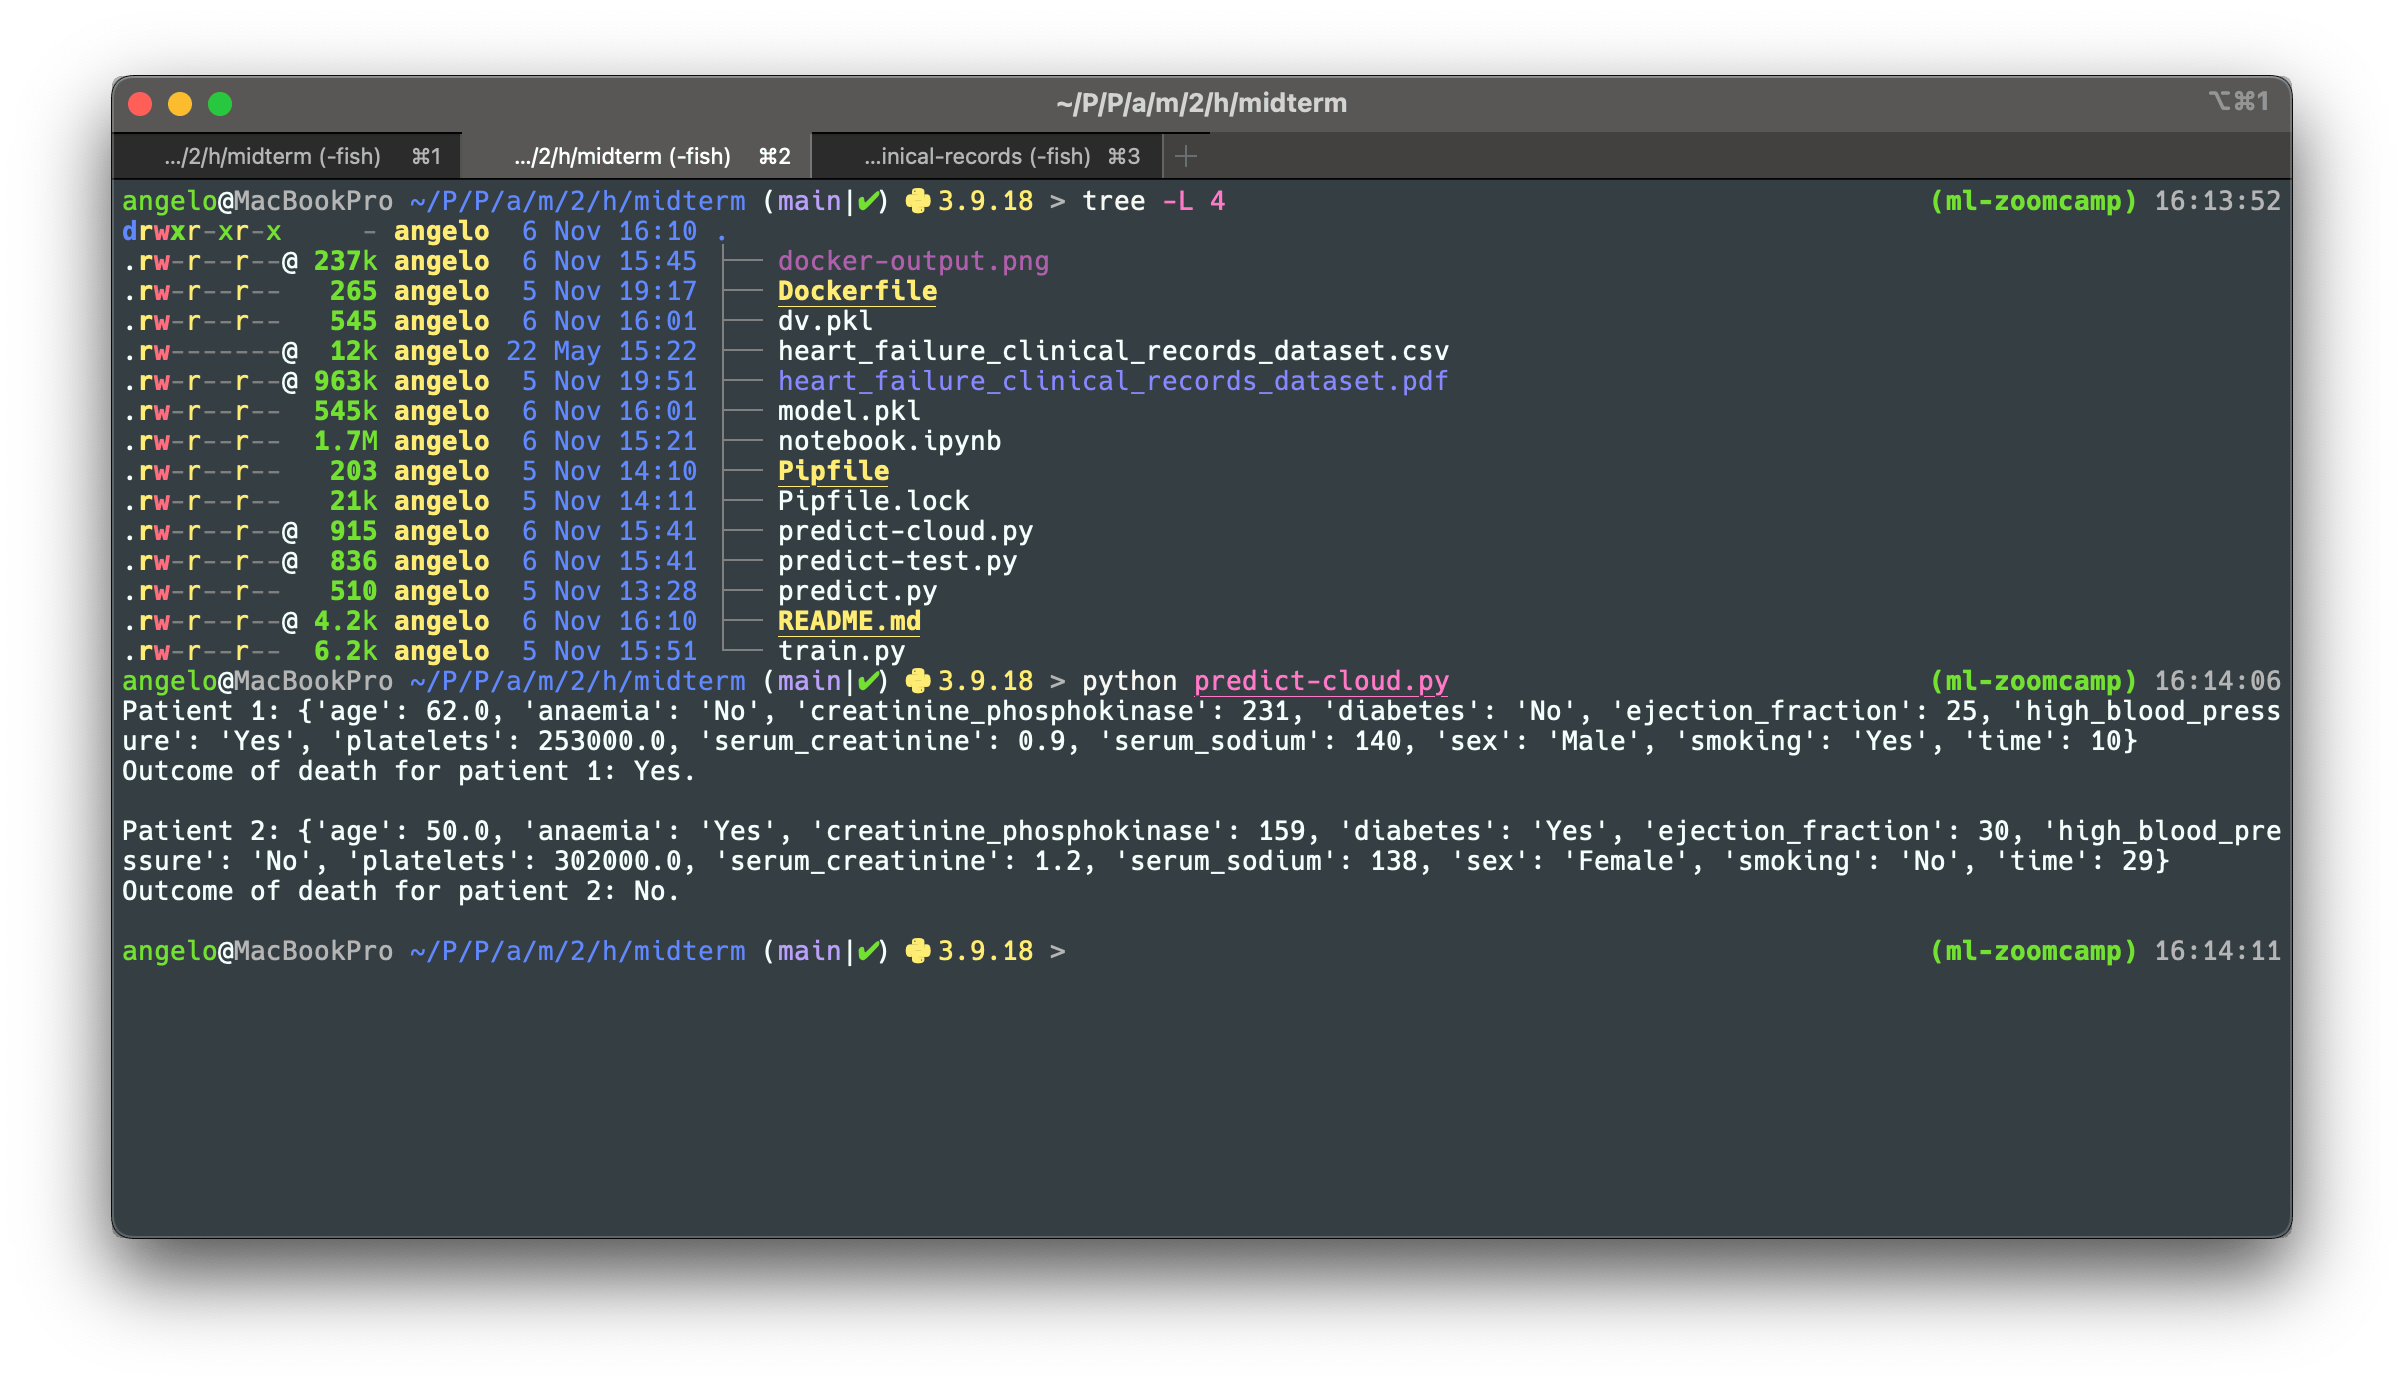 ~/P/P/a/m/2/h/midterm ⌥⌘1
.../2/h/midterm (-fish) ⌘1 .../2/h/midterm (-fish) ⌘2 ...inical-records (-fish) ⌘3 +
angelo@MacBookPro ~/P/P/a/m/2/h/midterm (main|✔) 3.9.18 > tree -L 4 (ml-zoomcamp) 16:13:52
drwxr-xr-x - angelo 6 Nov 16:10 .
.rw-r--r--@ 237k angelo 6 Nov 15:45 ├── docker-output.png
.rw-r--r-- 265 angelo 5 Nov 19:17 ├── Dockerfile
.rw-r--r-- 545 angelo 6 Nov 16:01 ├── dv.pkl
.rw-------@ 12k angelo 22 May 15:22 ├── heart_failure_clinical_records_dataset.csv
.rw-r--r--@ 963k angelo 5 Nov 19:51 ├── heart_failure_clinical_records_dataset.pdf
.rw-r--r-- 545k angelo 6 Nov 16:01 ├── model.pkl
.rw-r--r-- 1.7M angelo 6 Nov 15:21 ├── notebook.ipynb
.rw-r--r-- 203 angelo 5 Nov 14:10 ├── Pipfile
.rw-r--r-- 21k angelo 5 Nov 14:11 ├── Pipfile.lock
.rw-r--r--@ 915 angelo 6 Nov 15:41 ├── predict-cloud.py
.rw-r--r--@ 836 angelo 6 Nov 15:41 ├── predict-test.py
.rw-r--r-- 510 angelo 5 Nov 13:28 ├── predict.py
.rw-r--r--@ 4.2k angelo 6 Nov 16:10 ├── README.md
.rw-r--r-- 6.2k angelo 5 Nov 15:51 └── train.py
angelo@MacBookPro ~/P/P/a/m/2/h/midterm (main|✔) 3.9.18 > python predict-cloud.py (ml-zoomcamp) 16:14:06
Patient 1: {'age': 62.0, 'anaemia': 'No', 'creatinine_phosphokinase': 231, 'diabetes': 'No', 'ejection_fraction': 25, 'high_blood_press
ure': 'Yes', 'platelets': 253000.0, 'serum_creatinine': 0.9, 'serum_sodium': 140, 'sex': 'Male', 'smoking': 'Yes', 'time': 10}
Outcome of death for patient 1: Yes.
Patient 2: {'age': 50.0, 'anaemia': 'Yes', 'creatinine_phosphokinase': 159, 'diabetes': 'Yes', 'ejection_fraction': 30, 'high_blood_pre
ssure': 'No', 'platelets': 302000.0, 'serum_creatinine': 1.2, 'serum_sodium': 138, 'sex': 'Female', 'smoking': 'No', 'time': 29}
Outcome of death for patient 2: No.
angelo@MacBookPro ~/P/P/a/m/2/h/midterm (main|✔) 3.9.18 > (ml-zoomcamp) 16:14:11